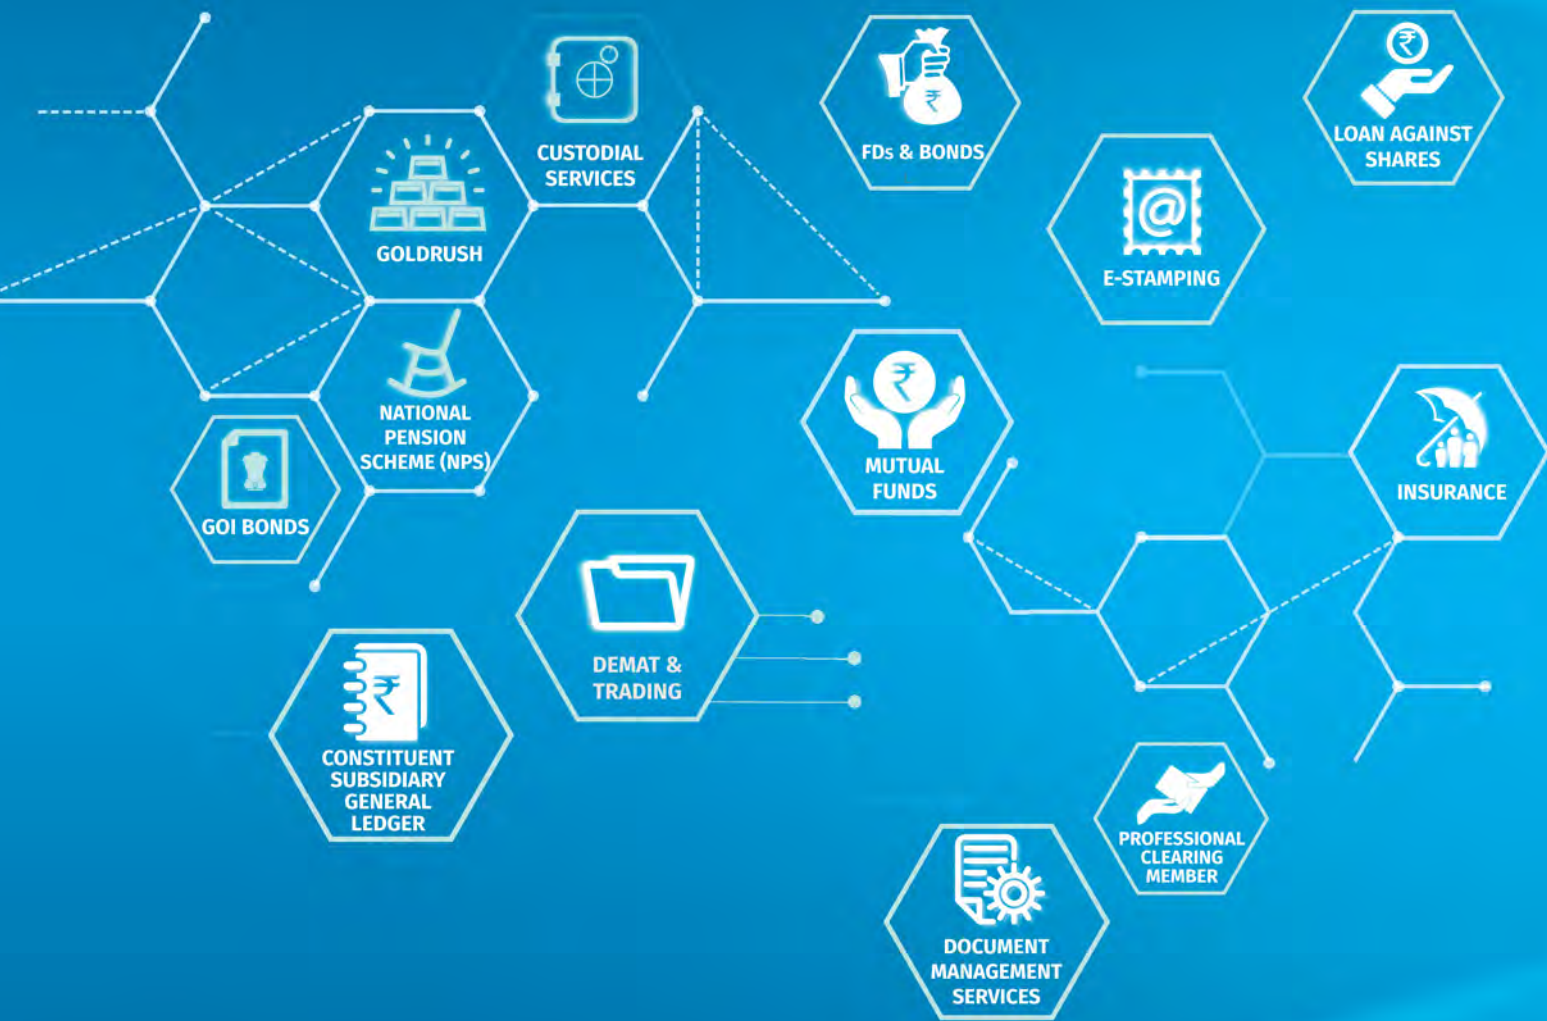 CUSTODIAL
SERVICES
FDs & BONDS
LOAN AGAINST
SHARES
GOLDRUSH
@
E-STAMPING
NATIONAL
PENSION
SCHEME (NPS)
₹
MUTUAL
FUNDS
INSURANCE
GOI BONDS
DEMAT &
TRADING
₹
CONSTITUENT
SUBSIDIARY
GENERAL
LEDGER
PROFESSIONAL
CLEARING
MEMBER
DOCUMENT
MANAGEMENT
SERVICES